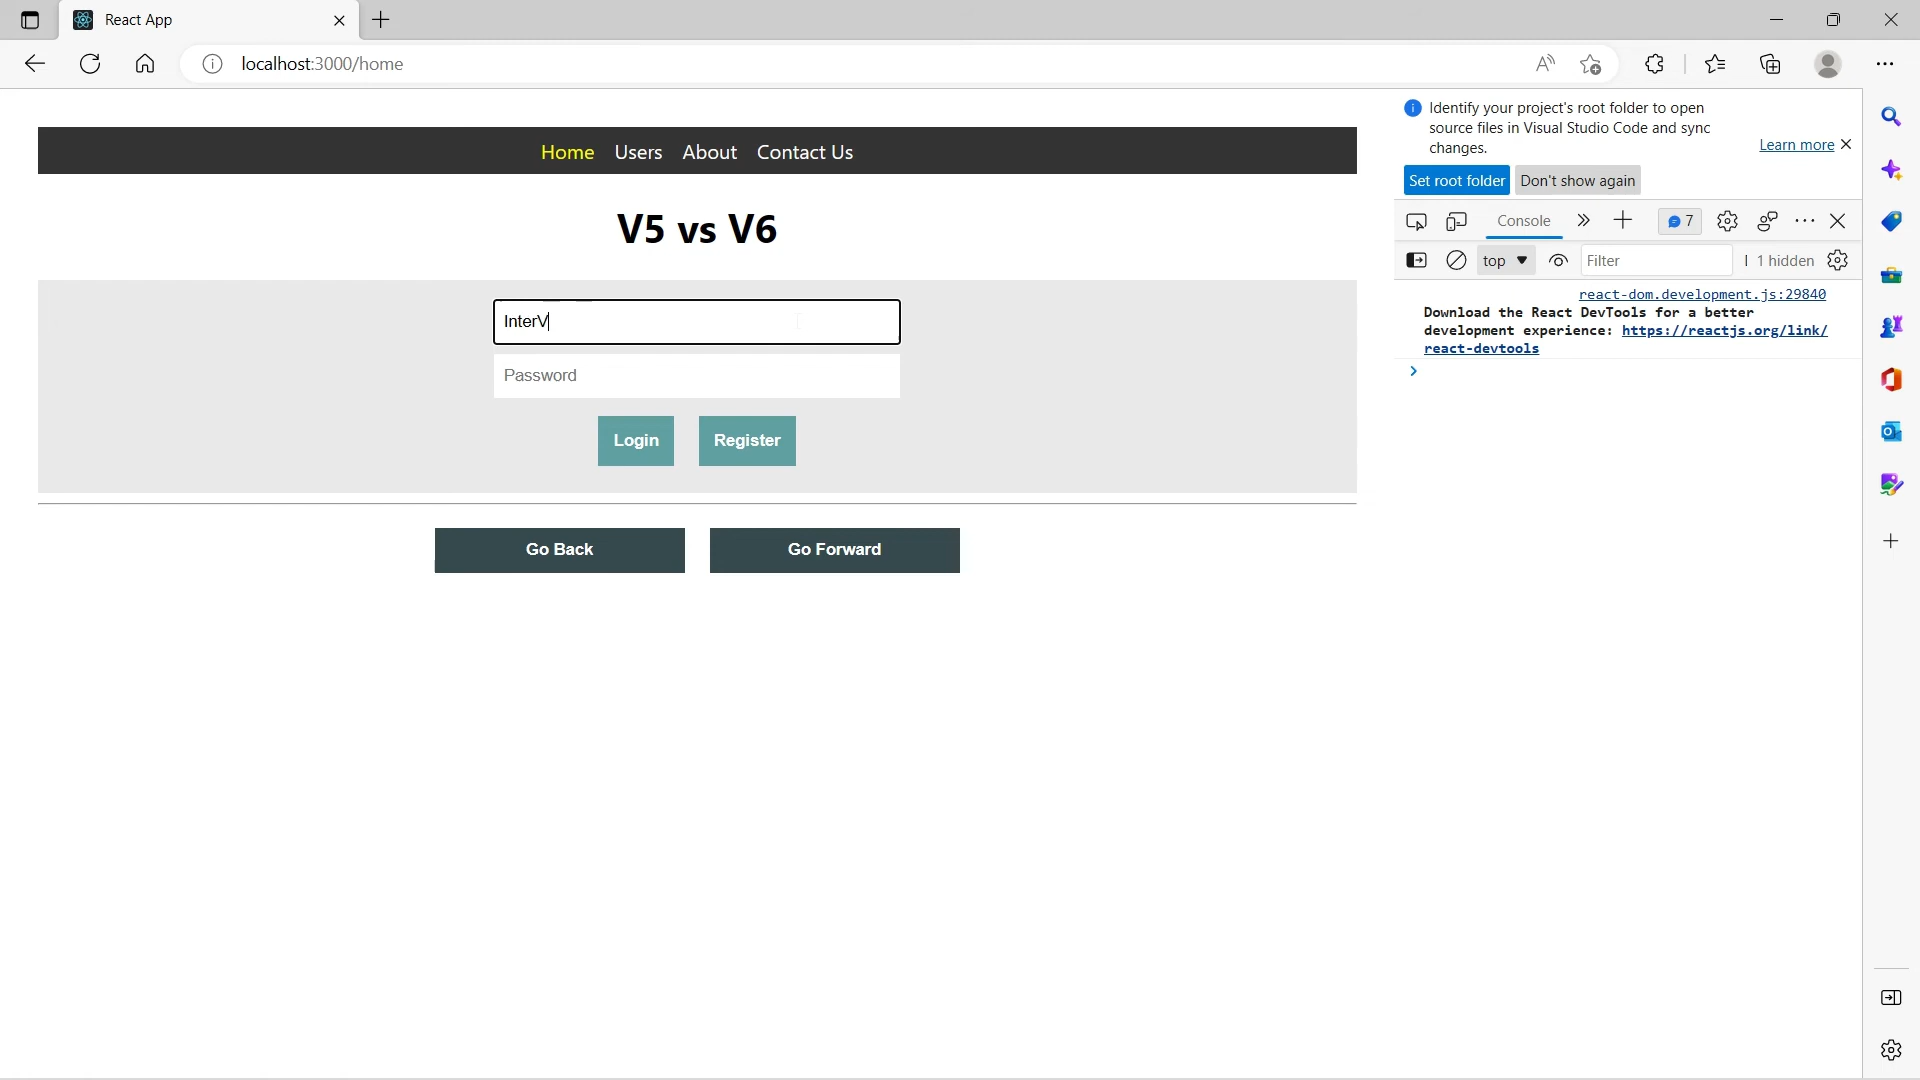 React App
localhost:3000/home
Home Users About Contact Us
V5 vs V6
InterV
Password
Login Register
Go Back Go Forward
Identify your project's root folder to open
source files in Visual Studio Code and sync
changes.
Learn more
Set root folder Don't show again
Console 7
top Filter 1 hidden
react-dom.development.js:29840
Download the React DevTools for a better
development experience: https://reactjs.org/link/
react-devtools